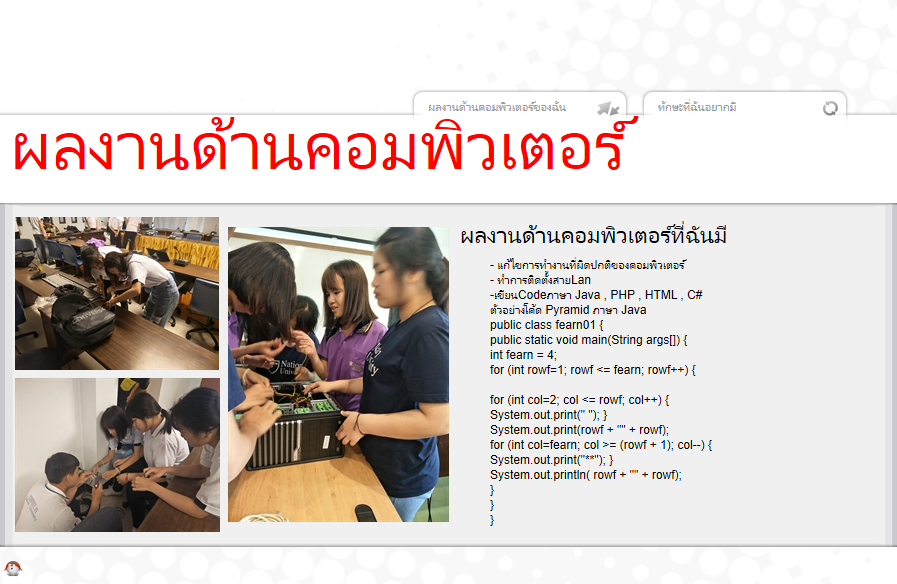 ผลงานด้านคอมพิวเตอร์ของฉัน
ทักษะที่ฉันอยากมี
ผลงานด้านคอมพิวเตอร์
ผลงานด้านคอมพิวเตอร์ที่ฉันมี
- แก้ไขการทำงานที่ผิดปกติของคอมพิวเตอร์
- ทำการติดตั้งสายLan
-เขียนCodeภาษา Java , PHP , HTML , C#
ตัวอย่างโค้ด Pyramid ภาษา Java
public class fearn01 {
public static void main(String args[]) {
int fearn = 4;
for (int rowf=1; rowf <= fearn; rowf++) {
for (int col=2; col <= rowf; col++) {
System.out.print(" "); }
System.out.print(rowf + "" + rowf);
for (int col=fearn; col >= (rowf + 1); col--) {
System.out.print("**"); }
System.out.println( rowf + "" + rowf);
}
}
}